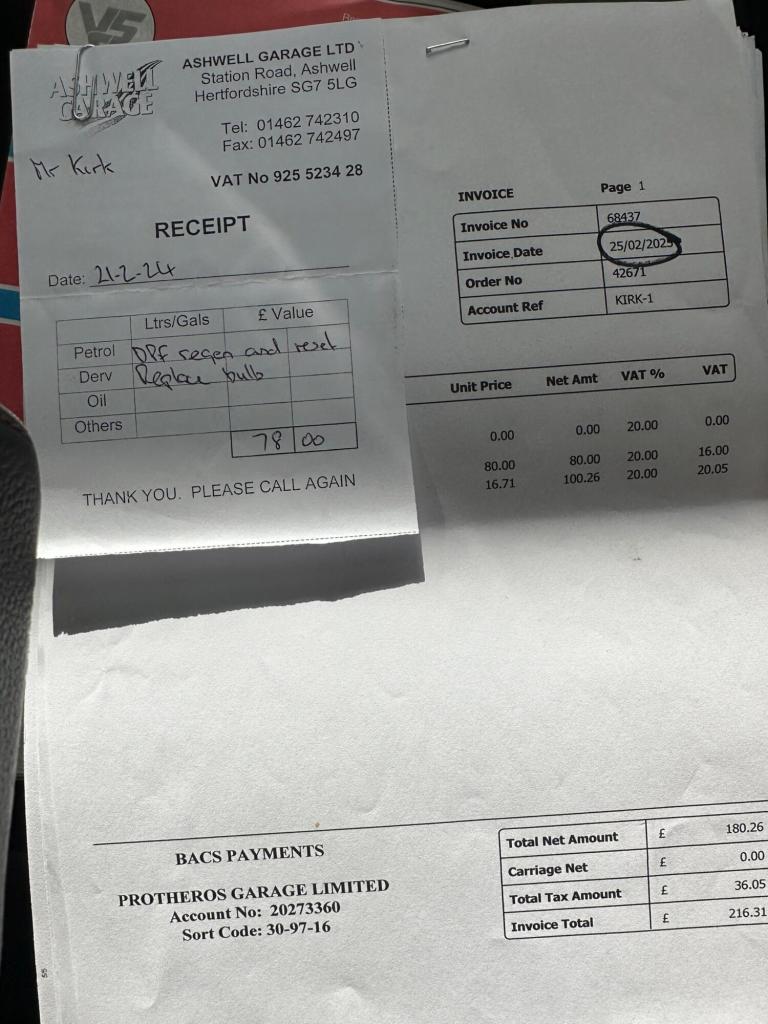 V5
ASHWELL
GARAGE
ASHWELL GARAGE LTD
Station Road, Ashwell
Hertfordshire SG7 5LG
Tel: 01462 742310
Fax: 01462 742497
Mr Kirk
VAT No 925 5234 28
RECEIPT
Date: 21-2-24
Ltrs/Gals £ Value
Petrol DPF regen and reset
Derv Replace bulb
Oil
Others
78 00
THANK YOU. PLEASE CALL AGAIN
INVOICE Page 1
Invoice No 68437
Invoice Date 25/02/2025
Order No 42671
Account Ref KIRK-1
Unit Price Net Amt VAT % VAT
0.00 0.00 20.00 0.00
80.00 80.00 20.00 16.00
16.71 100.26 20.00 20.05
BACS PAYMENTS
PROTHEROS GARAGE LIMITED
Account No: 20273360
Sort Code: 30-97-16
Total Net Amount £ 180.26
Carriage Net £ 0.00
Total Tax Amount £ 36.05
Invoice Total £ 216.31